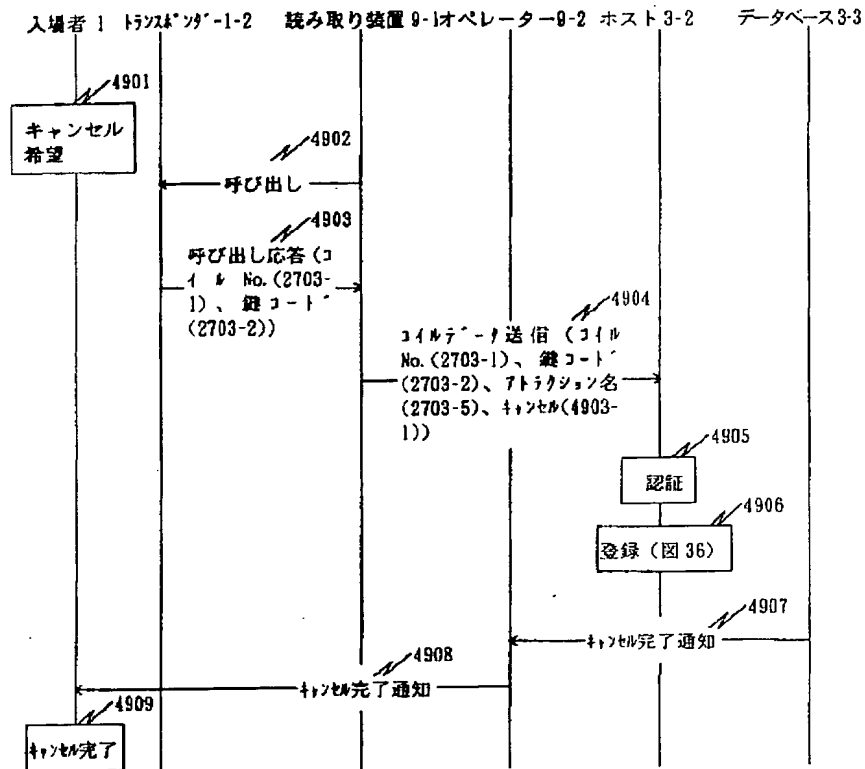 入場者 1 トランスポンダｰ1-2 読み取り装置 9-1オペレーター9-2 ホスト3-2 データベース3-3
4901
キャンセル
希望
4902
呼び出し
4903
呼び出し応答 (コ
イル No.(2703-
1)、鍵コード
(2703-2))
4904
コイルデータ送信 (コイル
No.(2703-1)、鍵コード
(2703-2)、アトラクション名
(2703-5)、キャンセル(4903-
1))
4905
認証
4906
登録 (図 36)
4907
キャンセル完了通知
4908
キャンセル完了通知
4909
キャンセル完了